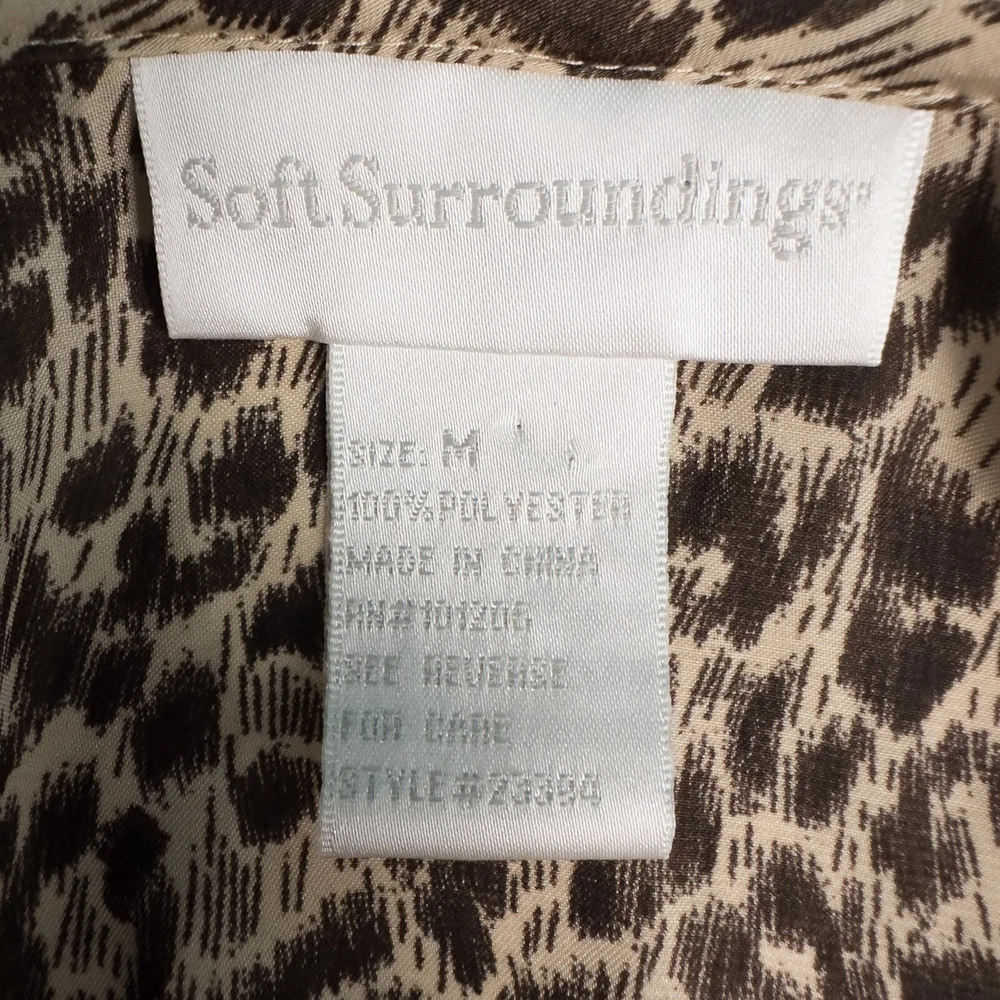 Soft Surroundings
SIZE: M
100% POLYESTER
MADE IN CHINA
RN#101206
SEE REVERSE
FOR CARE
STYLE#23394